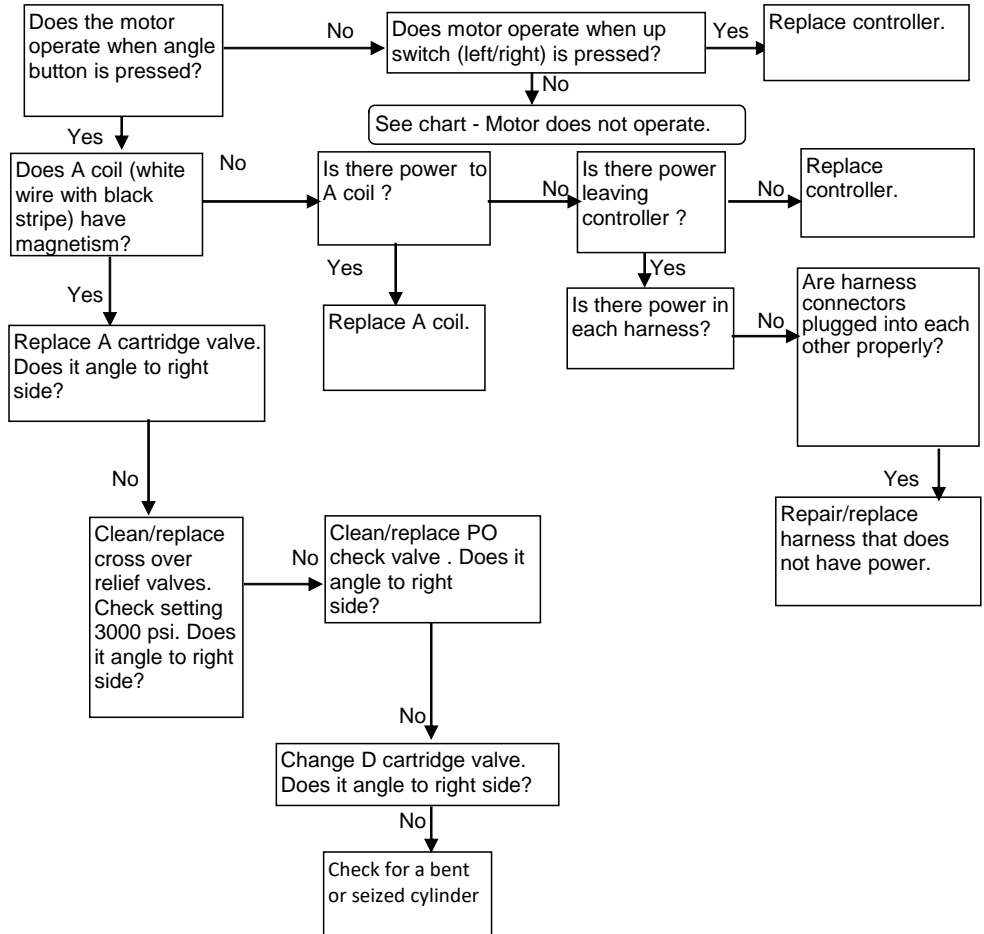 Does the motor
operate when angle
button is pressed?
No
Does motor operate when up
switch (left/right) is pressed?
Yes
Replace controller.
No
See chart - Motor does not operate.
Yes
Does A coil (white
wire with black
stripe) have
magnetism?
No
Is there power to
A coil ?
No
Is there power
leaving
controller ?
No
Replace
controller.
Yes
Replace A coil.
Yes
Is there power in
each harness?
No
Are harness
connectors
plugged into each
other properly?
Yes
Repair/replace
harness that does
not have power.
Yes
Replace A cartridge valve.
Does it angle to right
side?
No
Clean/replace
cross over
relief valves.
Check setting
3000 psi. Does
it angle to right
side?
No
Clean/replace PO
check valve . Does it
angle to right
side?
No
Change D cartridge valve.
Does it angle to right side?
No
Check for a bent
or seized cylinder